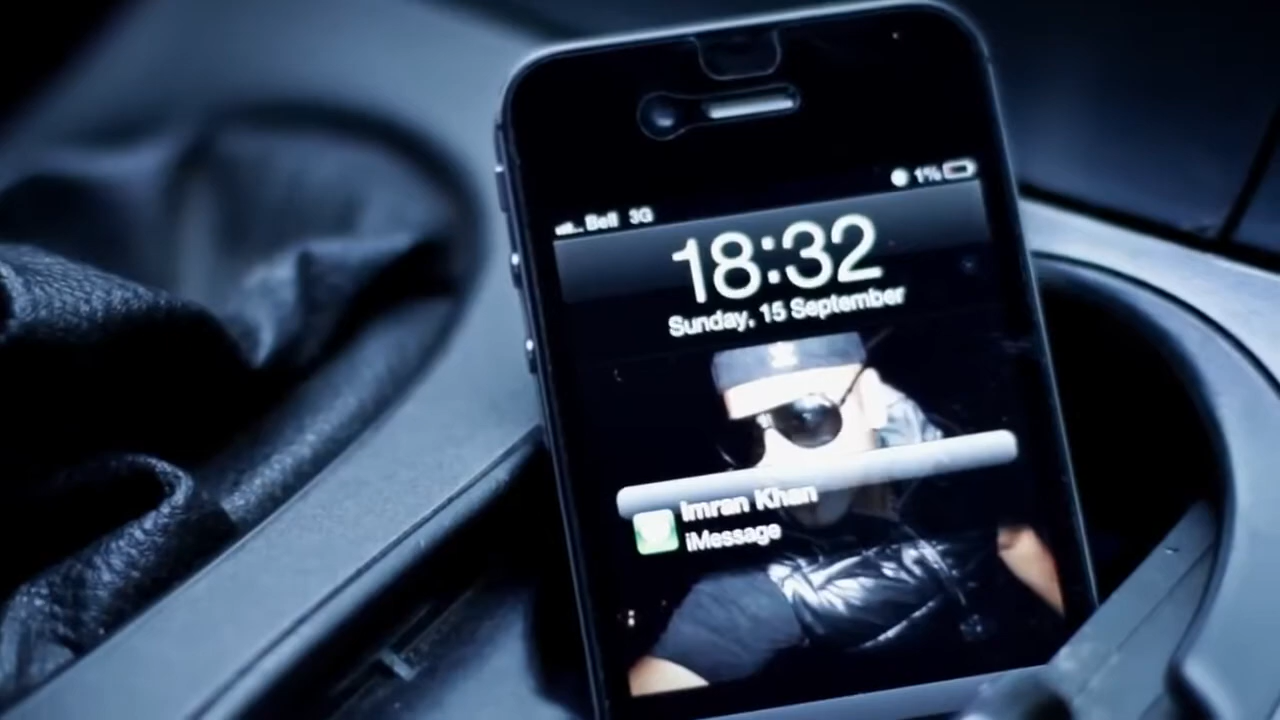 Bell 3G 1%
18:32
Sunday, 15 September
Imran Khan
iMessage